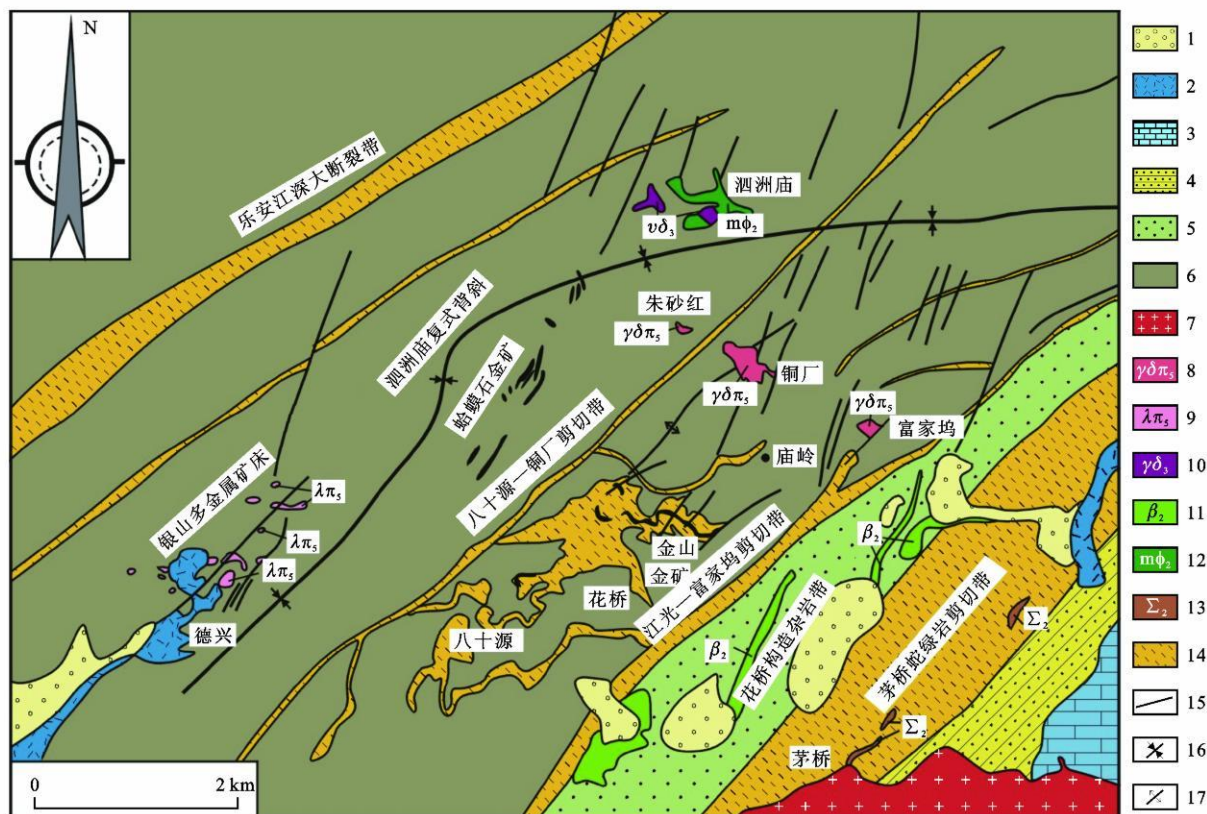 N
乐安江深大断裂带
泗洲庙
υδ₃
mϕ₂
泗洲庙复式背斜
朱砂红
γδπ₅
蛤蟆石金矿
铜厂
γδπ₅
γδπ₅
富家坞
八十源—铜厂剪切带
庙岭
银山多金属矿床
λπ₅
λπ₅
λπ₅
金山
金矿
江光—富家坞剪切带
β₂
花桥
德兴
八十源
β₂
花桥构造杂岩带
茅桥蛇绿岩剪切带
Σ₂
Σ₂
茅桥
0 2 km
1
2
3
4
5
6
7
γδπ₅ 8
λπ₅ 9
γδ₃ 10
β₂ 11
mϕ₂ 12
Σ₂ 13
14
15
16
17